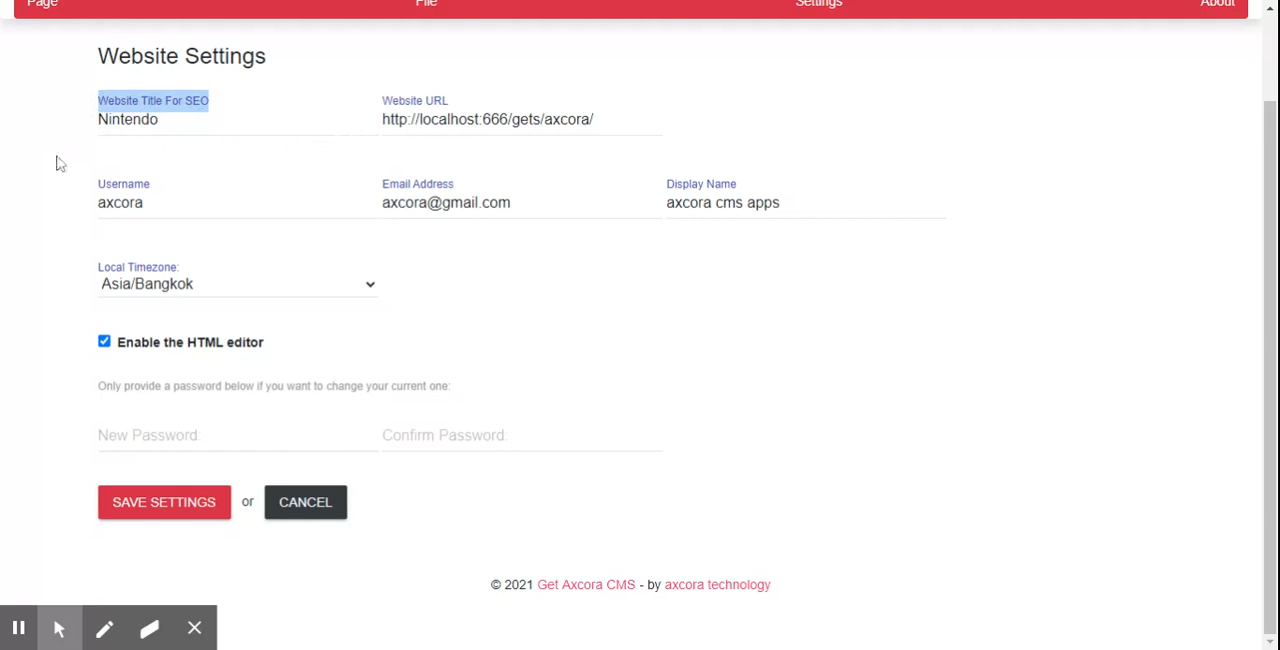 Page File Settings About
Website Settings
Website Title For SEO Website URL
Nintendo http://localhost:666/gets/axcora/
Username Email Address Display Name
axcora axcora@gmail.com axcora cms apps
Local Timezone:
Asia/Bangkok
Enable the HTML editor
Only provide a password below if you want to change your current one:
New Password: Confirm Password:
SAVE SETTINGS or CANCEL
© 2021 Get Axcora CMS - by axcora technology